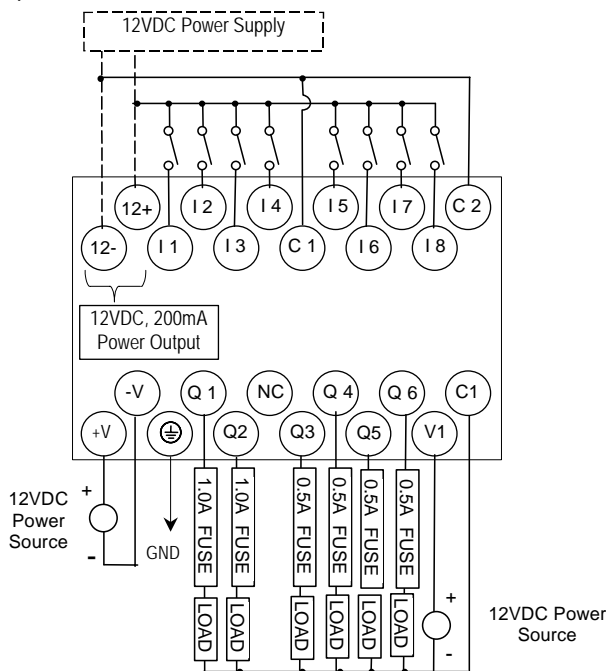 12VDC Power Supply
12+
I 2
I 4
I 5
I 7
C 2
12-
I 1
I 3
C 1
I 6
I 8
12VDC, 200mA
Power Output
-V
Q 1
NC
Q 4
Q 6
C1
+V
Q2
Q3
Q5
V1
12VDC
Power
Source
+
-
GND
1.0A FUSE
1.0A FUSE
0.5A FUSE
0.5A FUSE
0.5A FUSE
0.5A FUSE
LOAD
LOAD
LOAD
LOAD
LOAD
LOAD
+
-
12VDC Power
Source